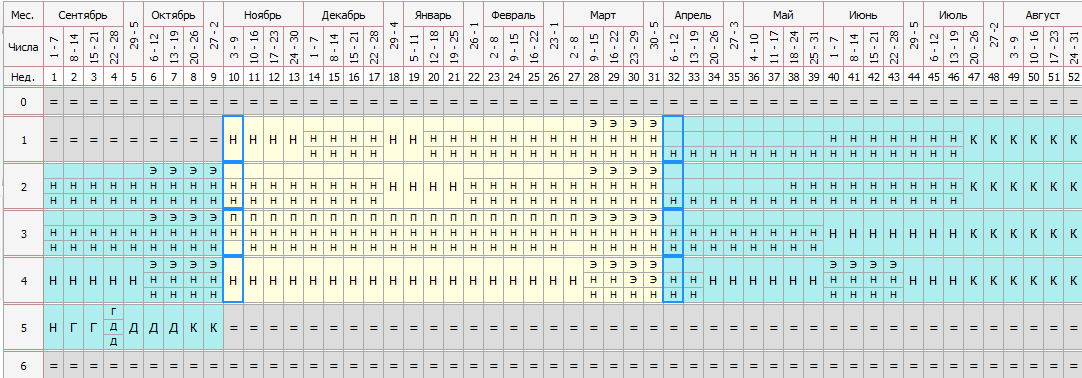 Мес. Сентябрь Октябрь Ноябрь Декабрь Январь Февраль Март Апрель Май Июнь Июль Август
Числа 1 - 7 8 - 14 15 - 21 22 - 28 29 - 5 6 - 12 13 - 19 20 - 26 27 - 2 3 - 9 10 - 16 17 - 23 24 - 30 1 - 7 8 - 14 15 - 21 22 - 28 29 - 4 5 - 11 12 - 18 19 - 25 26 - 1 2 - 8 9 - 15 16 - 22 23 - 1 2 - 8 9 - 15 16 - 22 23 - 29 30 - 5 6 - 12 13 - 19 20 - 26 27 - 3 4 - 10 11 - 17 18 - 24 25 - 31 1 - 7 8 - 14 15 - 21 22 - 28 29 - 5 6 - 12 13 - 19 20 - 26 27 -2 3 - 9 10 - 16 17 - 23 24 - 31
Нед. 1 2 3 4 5 6 7 8 9 10 11 12 13 14 15 16 17 18 19 20 21 22 23 24 25 26 27 28 29 30 31 32 33 34 35 36 37 38 39 40 41 42 43 44 45 46 47 48 49 50 51 52
0 = = = = = = = = = = = = = = = = = = = = = = = = = = = = = = = = = = = = = = = = = = = = = = = = = = = =
Э Э Э Э
1 = = = = = = = = = Н Н Н Н Н Н Н Н Н Н Н Н Н Н Н Н Н Н Н Н Н Н Н Н Н Н Н Н Н К К К К К К
Н Н Н Н Н Н Н Н Н Н Н Н Н Н Н Н Н Н Н Н Н Н Н Н Н Н Н Н Н Н Н
Э Э Э Э Э Э Э Э
2 Н Н Н Н Н Н Н Н Н Н Н Н Н Н Н Н Н Н Н Н Н Н Н Н Н Н Н Н Н Н Н Н Н Н Н Н Н Н Н Н К К К К К К
Н Н Н Н Н Н Н Н Н Н Н Н Н Н Н Н Н Н Н Н Н Н Н Н Н Н Н Н Н Н Н Н Н Н Н Н Н Н Н Н Н Н
Э Э Э Э П П П П П П П П П П П П П П П П П П Э Э Э Э
3 Н Н Н Н Н Н Н Н Н Н Н Н Н Н Н Н Н Н Н Н Н Н Н Н Н Н Н Н Н Н Н Н Н Н Н Н Н Н Н Н Н Н Н Н Н Н К К К К К К
Н Н Н Н Н Н Н Н Н Н Н Н Н Н Н Н Н Н Н Н Н Н Н Н Н Н Н Н Н Н Н Н Н Н Н Н Н Н
Э Э Э Э Э Э Э Э Э Э Э Э
4 Н Н Н Н Н Н Н Н Н Н Н Н Н Н Н Н Н Н Н Н Н Н Н Н Н Н Н Н Н Э Э Н Н Н Н Н Н Н Н Н Н Н Н Н Н Н К К К К К К
Н Н Н Н Н Н Н Н Н Н Н Н Н Н
Г
5 Н Г Г Д Д Д Д К К = = = = = = = = = = = = = = = = = = = = = = = = = = = = = = = = = = = = = = = = = = =
Д
6 = = = = = = = = = = = = = = = = = = = = = = = = = = = = = = = = = = = = = = = = = = = = = = = = = = = =